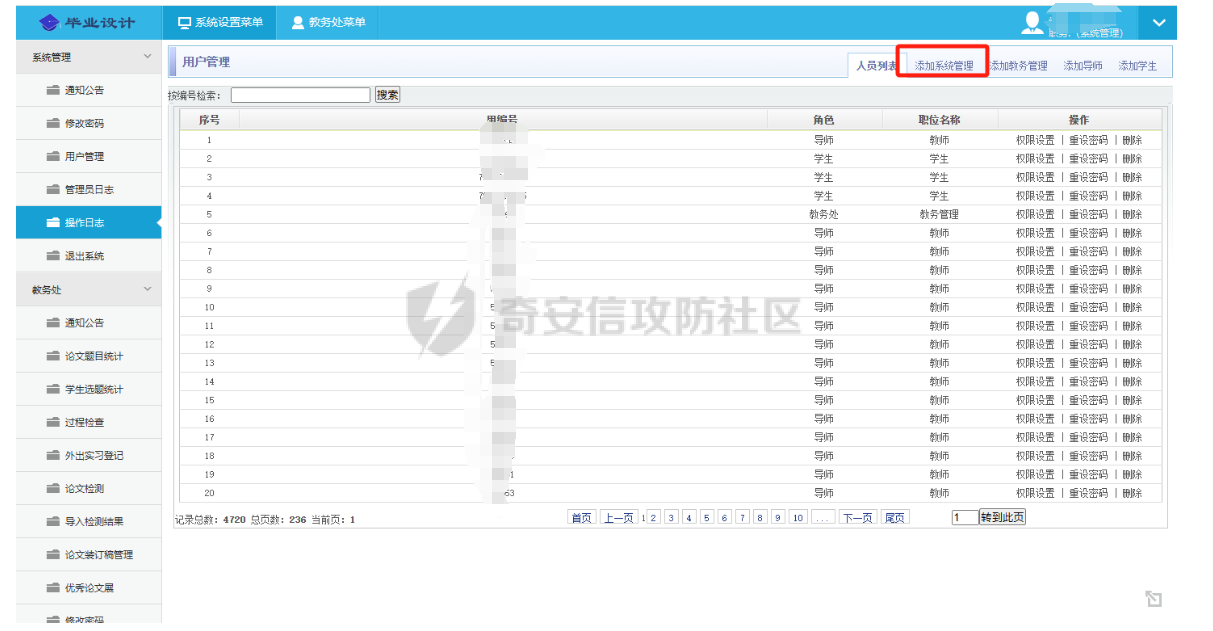 毕业设计 系统设置菜单 教务处菜单 (系统管理)
系统管理
通知公告
修改密码
用户管理
管理员日志
操作日志
退出系统
教务处
通知公告
论文题目统计
学生选题统计
过程检查
外出实习登记
论文检测
导入检测结果
论文装订稿管理
优秀论文展
修改密码
用户管理 人员列表 添加系统管理 添加教务管理 添加导师 添加学生
按编号检索: 搜索
序号 用编号 角色 职位名称 操作
1 导师 教师 权限设置 | 重设密码 | 删除
2 学生 学生 权限设置 | 重设密码 | 删除
3 学生 学生 权限设置 | 重设密码 | 删除
4 学生 学生 权限设置 | 重设密码 | 删除
5 教务处 教务管理 权限设置 | 重设密码 | 删除
6 导师 教师 权限设置 | 重设密码 | 删除
7 导师 教师 权限设置 | 重设密码 | 删除
8 导师 教师 权限设置 | 重设密码 | 删除
9 导师 教师 权限设置 | 重设密码 | 删除
10 导师 教师 权限设置 | 重设密码 | 删除
11 导师 教师 权限设置 | 重设密码 | 删除
12 导师 教师 权限设置 | 重设密码 | 删除
13 导师 教师 权限设置 | 重设密码 | 删除
14 导师 教师 权限设置 | 重设密码 | 删除
15 导师 教师 权限设置 | 重设密码 | 删除
16 导师 教师 权限设置 | 重设密码 | 删除
17 导师 教师 权限设置 | 重设密码 | 删除
18 导师 教师 权限设置 | 重设密码 | 删除
19 导师 教师 权限设置 | 重设密码 | 删除
20 导师 教师 权限设置 | 重设密码 | 删除
奇安信攻防社区
记录总数: 4720 总页数: 236 当前页: 1 首页 上一页 1 2 3 4 5 6 7 8 9 10 ... 下一页 尾页 1 转到此页